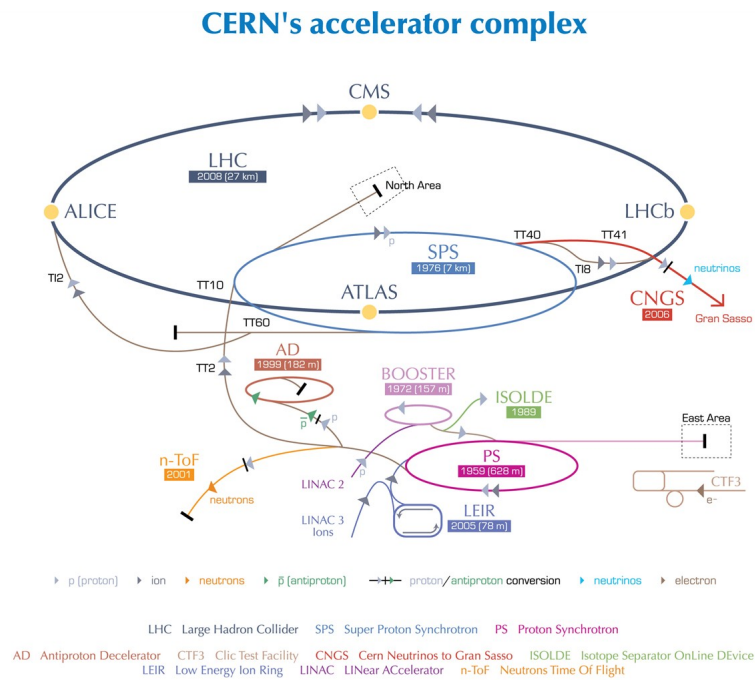 CERN's accelerator complex
CMS
LHC
2008 (27 km)
North Area
ALICE
LHCb
TT40
TT41
p
SPS
1976 (7 km)
TI8
TI2
TT10
neutrinos
ATLAS
CNGS
2006
Gran Sasso
TT60
AD
1999 (182 m)
TT2
BOOSTER
1972 (157 m)
ISOLDE
1989
p
p̅
East Area
n-ToF
2001
p
PS
1959 (628 m)
LINAC 2
neutrons
CTF3
e-
LINAC 3
Ions
LEIR
2005 (78 m)
p (proton) ion neutrons p̅ (antiproton) proton/antiproton conversion neutrinos electron
LHC Large Hadron Collider SPS Super Proton Synchrotron PS Proton Synchrotron
AD Antiproton Decelerator CTF3 Clic Test Facility CNGS Cern Neutrinos to Gran Sasso ISOLDE Isotope Separator OnLine DEvice
LEIR Low Energy Ion Ring LINAC LINear ACcelerator n-ToF Neutrons Time Of Flight